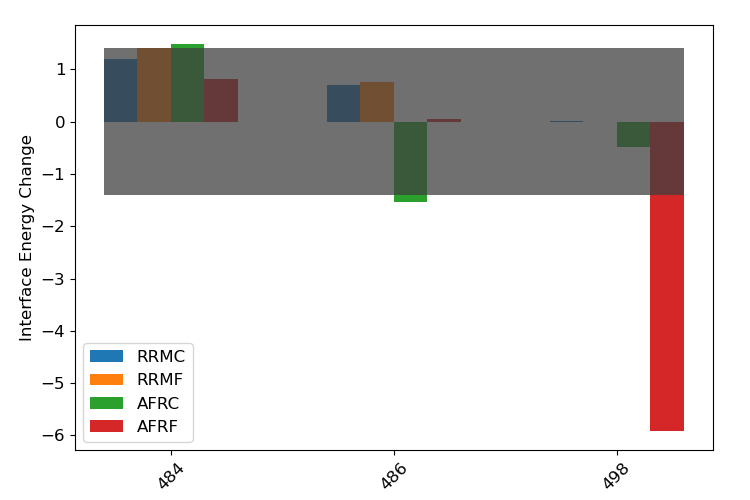 1
0
−1
−2
−3
−4
−5
−6
Interface Energy Change
RRMC
RRMF
AFRC
AFRF
484
486
498